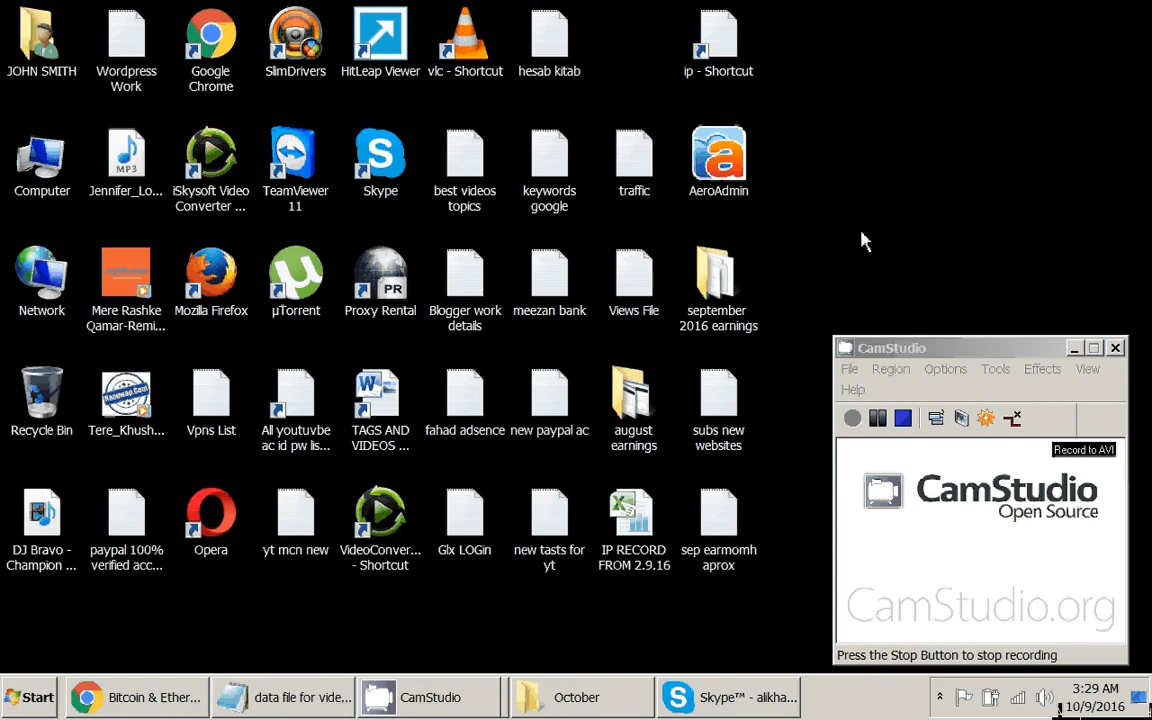 JOHN SMITH
Wordpress
Work
Google
Chrome
SlimDrivers
HitLeap Viewer
vlc - Shortcut
hesab kitab
ip - Shortcut
Computer
MP3
Jennifer_Lo...
iSkysoft Video
Converter ...
TeamViewer
11
S
Skype
best videos
topics
keywords
google
traffic
a
AeroAdmin
Network
Mere Rashke
Qamar-Remi...
Mozilla Firefox
µTorrent
PR
Proxy Rental
Blogger work
details
meezan bank
Views File
september
2016 earnings
Recycle Bin
Tere_Khush...
Vpns List
All youtuvbe
ac id pw lis...
TAGS AND
VIDEOS ...
fahad adsence
new paypal ac
august
earnings
subs new
websites
DJ Bravo -
Champion ...
paypal 100%
verified acc...
Opera
yt mcn new
VideoConver...
- Shortcut
Glx LOGin
new tasts for
yt
IP RECORD
FROM 2.9.16
sep earmomh
aprox
CamStudio
File Region Options Tools Effects View
Help
Record to AVI
CamStudio
Open Source
CamStudio.org
Press the Stop Button to stop recording
Start
Bitcoin & Ether...
data file for vide...
CamStudio
October
Skype™ - alikha...
3:29 AM
10/9/2016